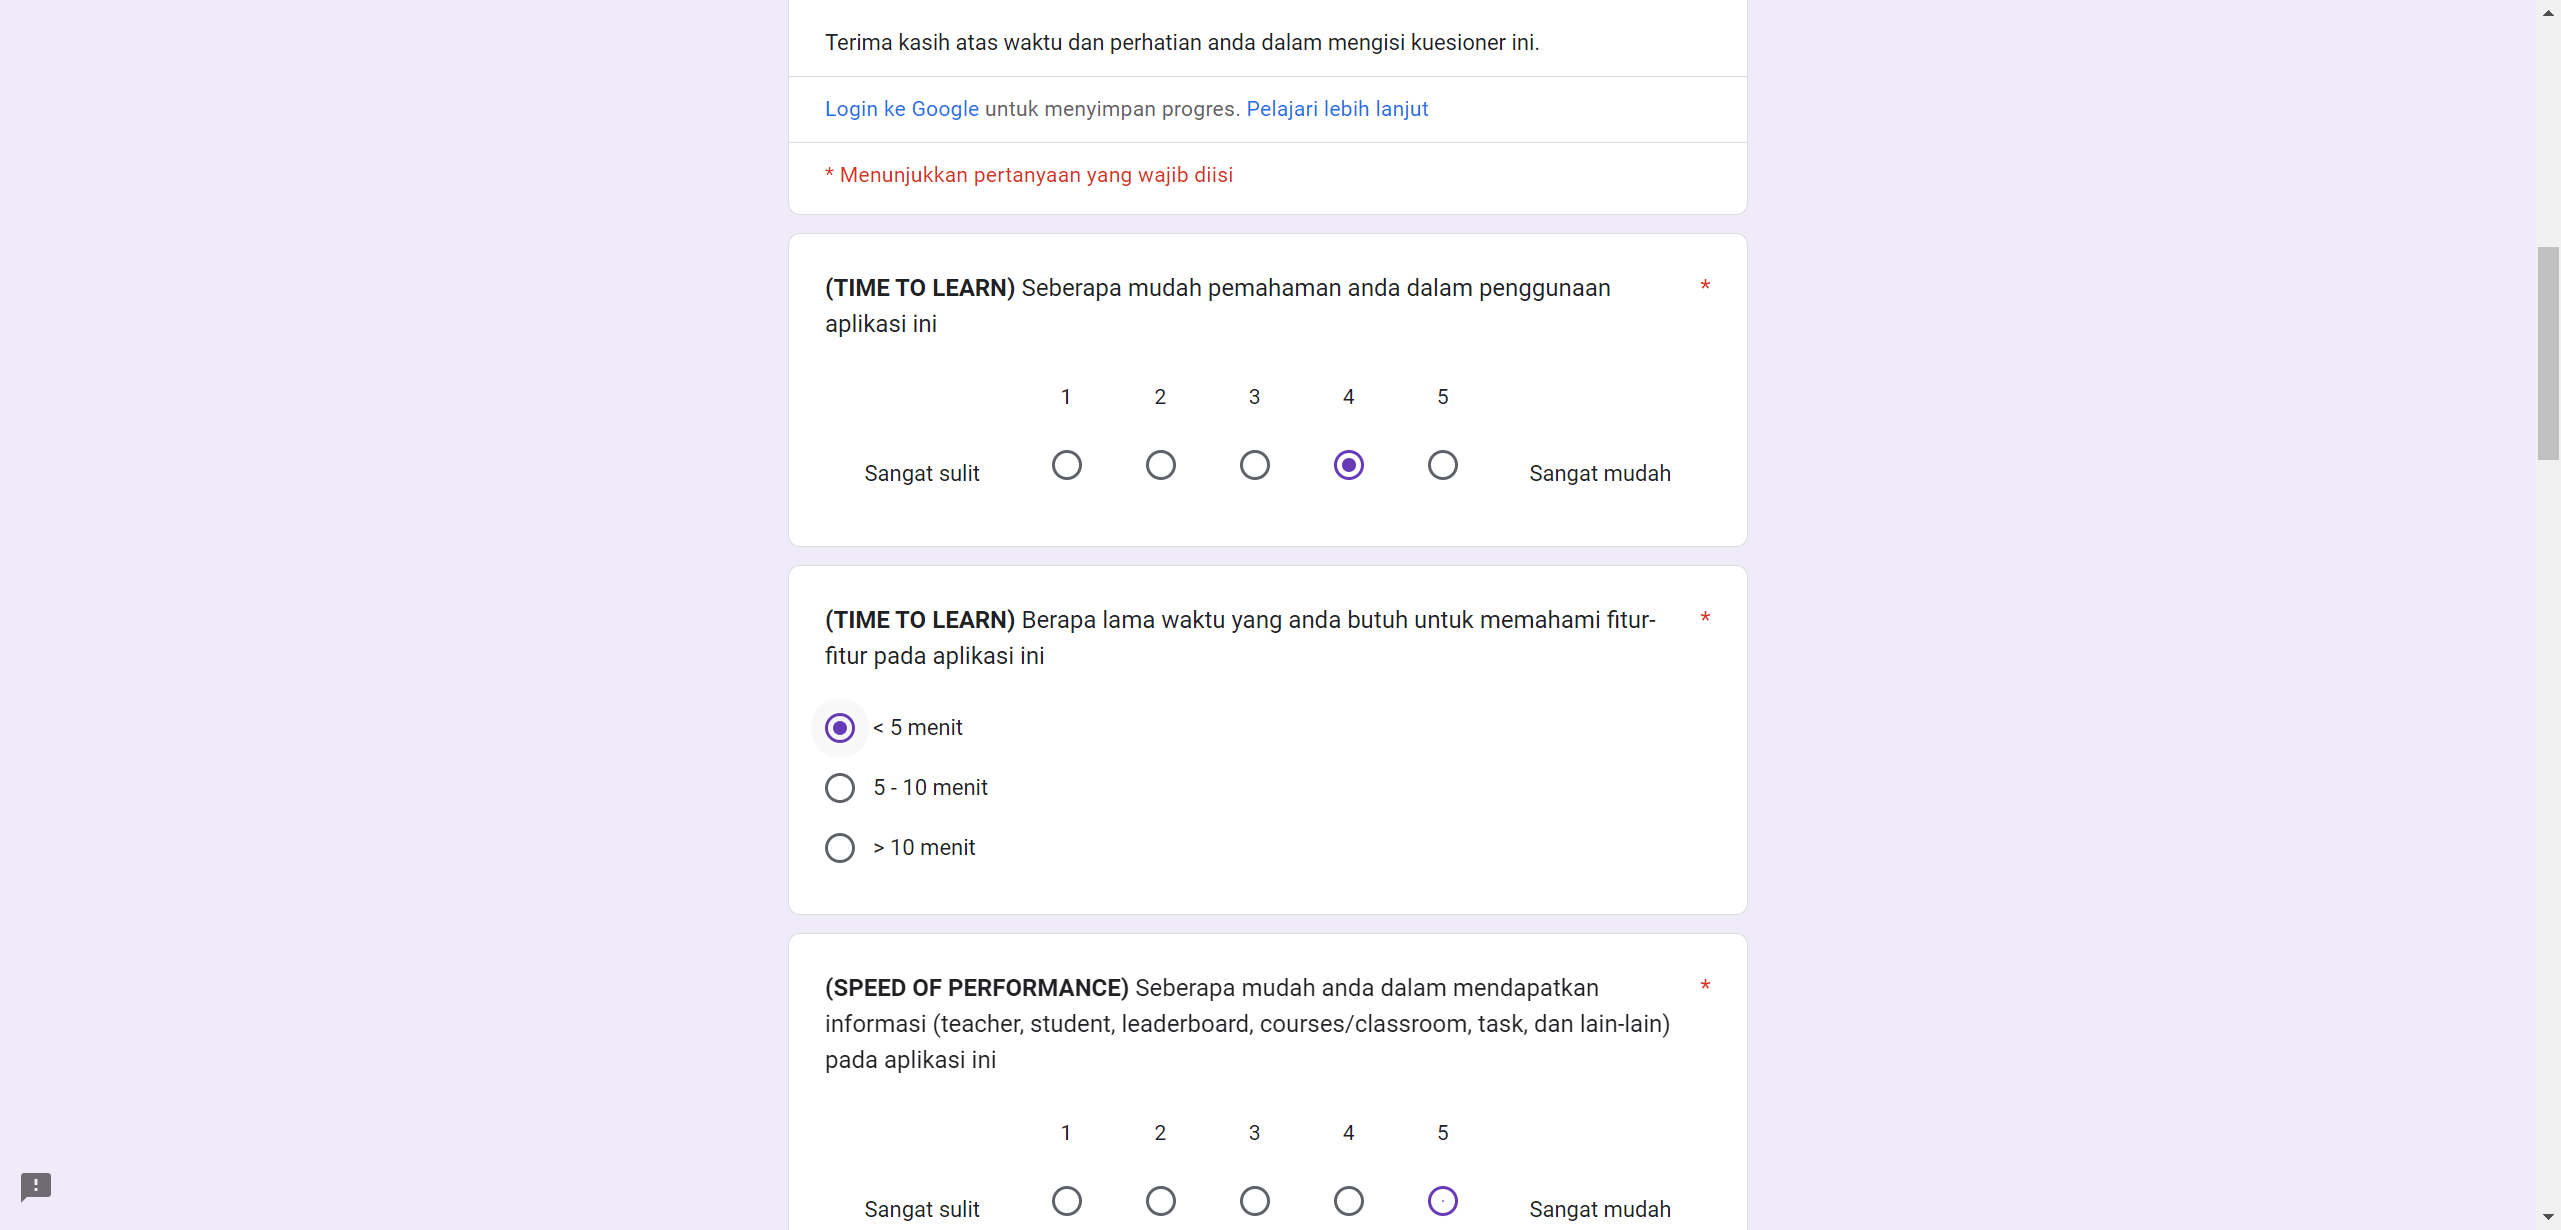 Terima kasih atas waktu dan perhatian anda dalam mengisi kuesioner ini.
Login ke Google untuk menyimpan progres. Pelajari lebih lanjut
* Menunjukkan pertanyaan yang wajib diisi
(TIME TO LEARN) Seberapa mudah pemahaman anda dalam penggunaan *
aplikasi ini
1 2 3 4 5
Sangat sulit Sangat mudah
(TIME TO LEARN) Berapa lama waktu yang anda butuh untuk memahami fitur- *
fitur pada aplikasi ini
< 5 menit
5 - 10 menit
> 10 menit
(SPEED OF PERFORMANCE) Seberapa mudah anda dalam mendapatkan *
informasi (teacher, student, leaderboard, courses/classroom, task, dan lain-lain)
pada aplikasi ini
1 2 3 4 5
Sangat sulit Sangat mudah